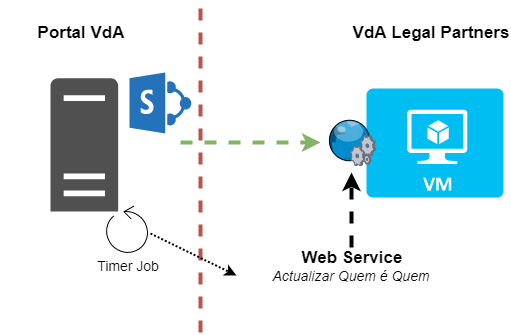 Portal VdA
VdA Legal Partners
S
VM
Timer Job
Web Service
Actualizar Quem é Quem